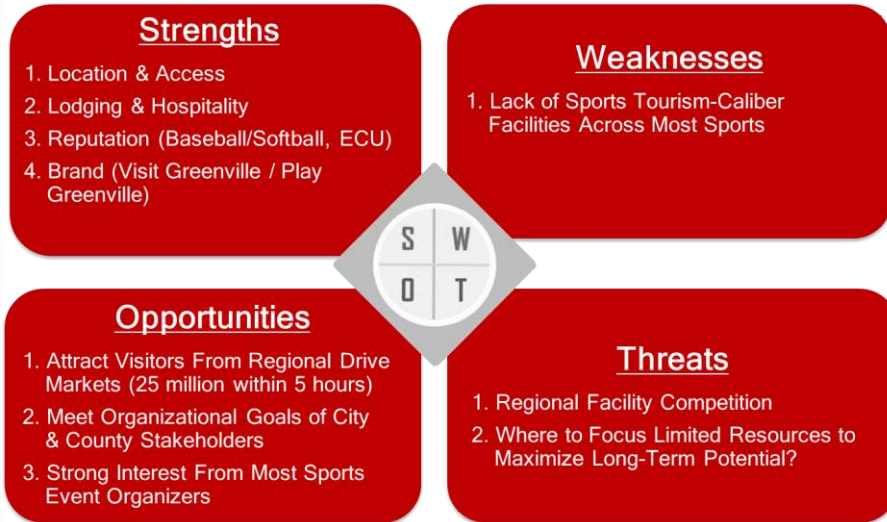 Strengths
1. Location & Access
2. Lodging & Hospitality
3. Reputation (Baseball/Softball, ECU)
4. Brand (Visit Greenville / Play
Greenville)
Weaknesses
1. Lack of Sports Tourism-Caliber
Facilities Across Most Sports
S W
O T
Opportunities
1. Attract Visitors From Regional Drive
Markets (25 million within 5 hours)
2. Meet Organizational Goals of City
& County Stakeholders
3. Strong Interest From Most Sports
Event Organizers
Threats
1. Regional Facility Competition
2. Where to Focus Limited Resources to
Maximize Long-Term Potential?